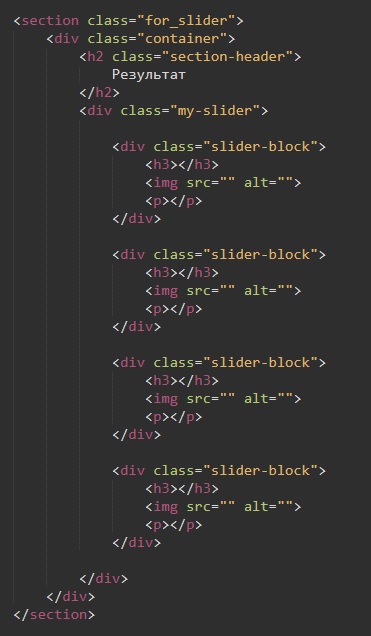 <section class="for_slider">
<div class="container">
<h2 class="section-header">
Результат
</h2>
<div class="my-slider">
<div class="slider-block">
<h3></h3>
<img src="" alt="">
<p></p>
</div>
<div class="slider-block">
<h3></h3>
<img src="" alt="">
<p></p>
</div>
<div class="slider-block">
<h3></h3>
<img src="" alt="">
<p></p>
</div>
<div class="slider-block">
<h3></h3>
<img src="" alt="">
<p></p>
</div>
</div>
</div>
</section>